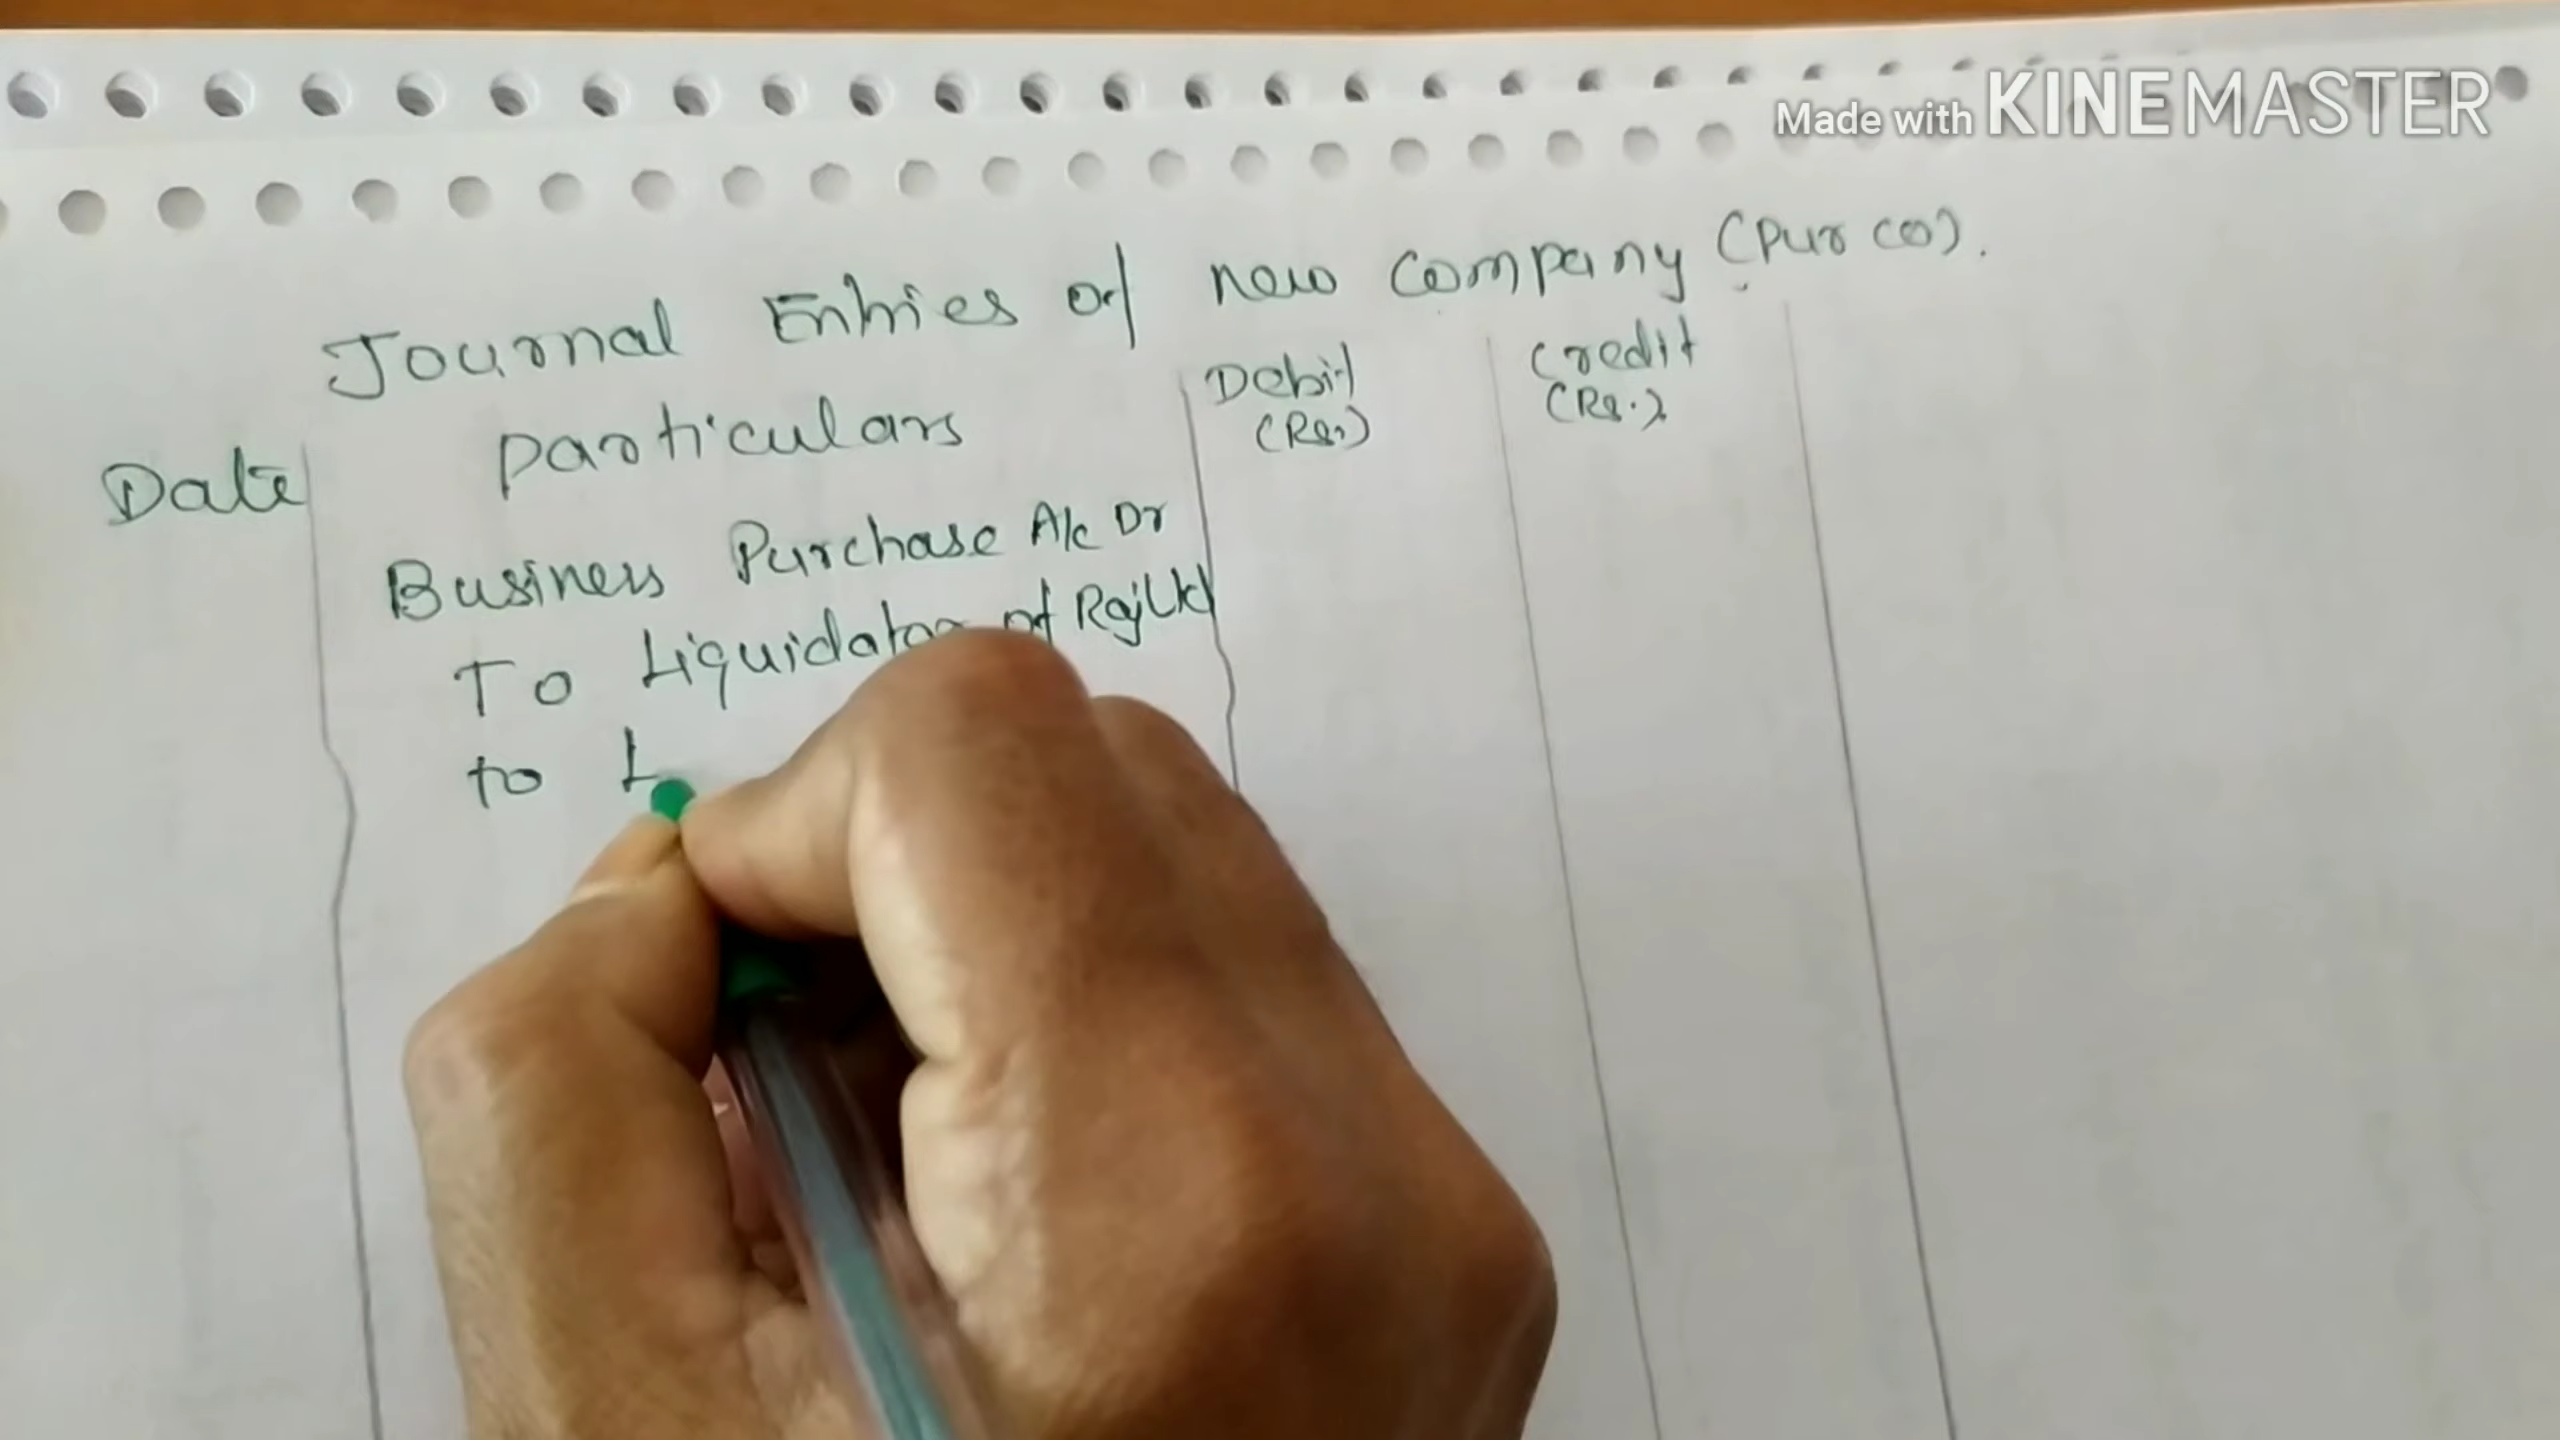 Made with KINEMASTER
Journal Entries of new company (Pur co).
Date
particulars
Debit
(Rs.)
Credit
(Rs.)
Business Purchase A/c Dr
To Liquidator of Raj Ltd
to L